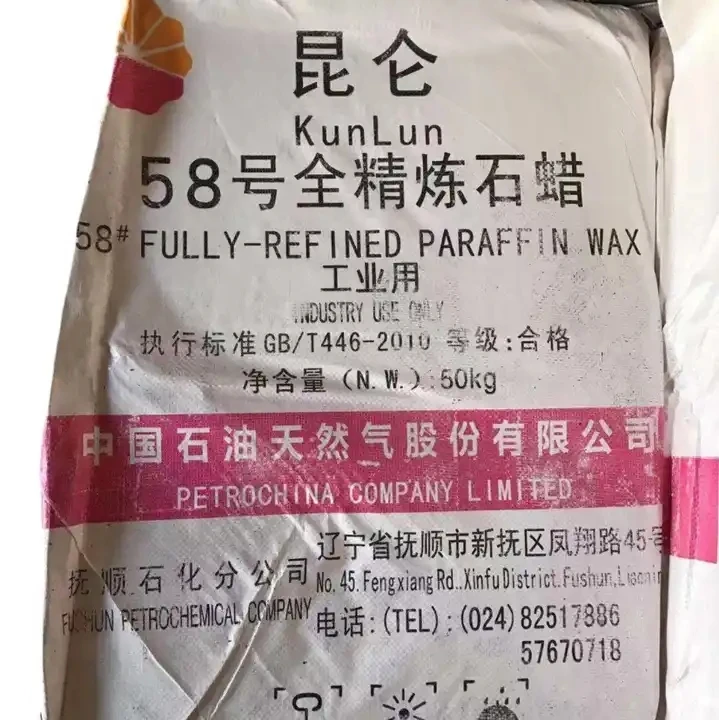 昆仑
KunLun
58号全精炼石蜡
58# FULLY-REFINED PARAFFIN WAX
工业用
INDUSTRY USE ONLY
执行标准 GB/T446-2010 等级:合格
净含量 (N.W.):50kg
中国石油天然气股份有限公司
PETROCHINA COMPANY LIMITED
抚顺石化分公司
FUSHUN PETROCHEMICAL COMPANY
辽宁省抚顺市新抚区凤翔路45号
No.45.Fengxiang Rd..Xinfu District.Fushun,
电话:(TEL):(024)82517886
57670718